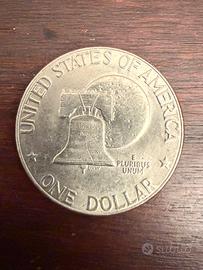 UNITED STATES OF AMERICA
E
PLURIBUS
UNUM
ONE DOLLAR
subito